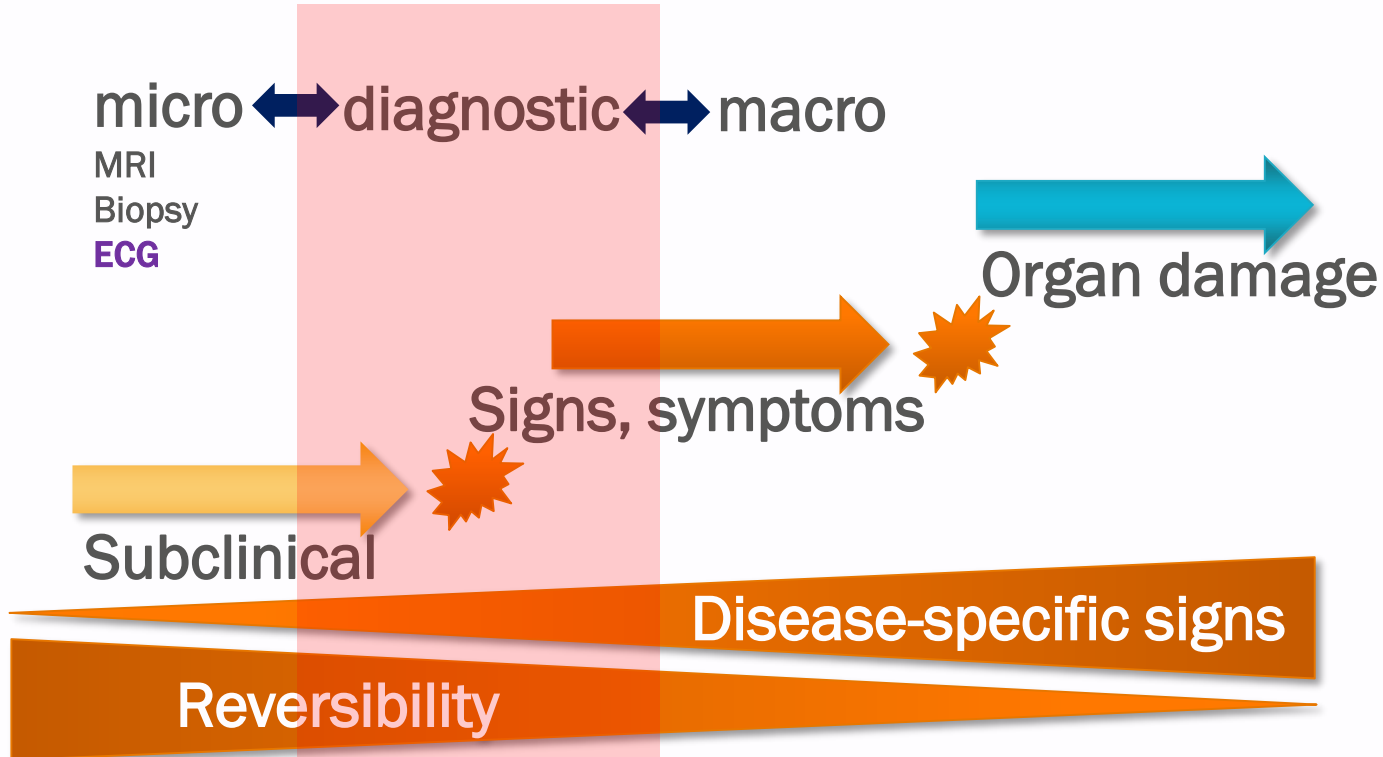 micro diagnostic macro
MRI
Biopsy
ECG
Organ damage
Signs, symptoms
Subclinical
Disease-specific signs
Reversibility